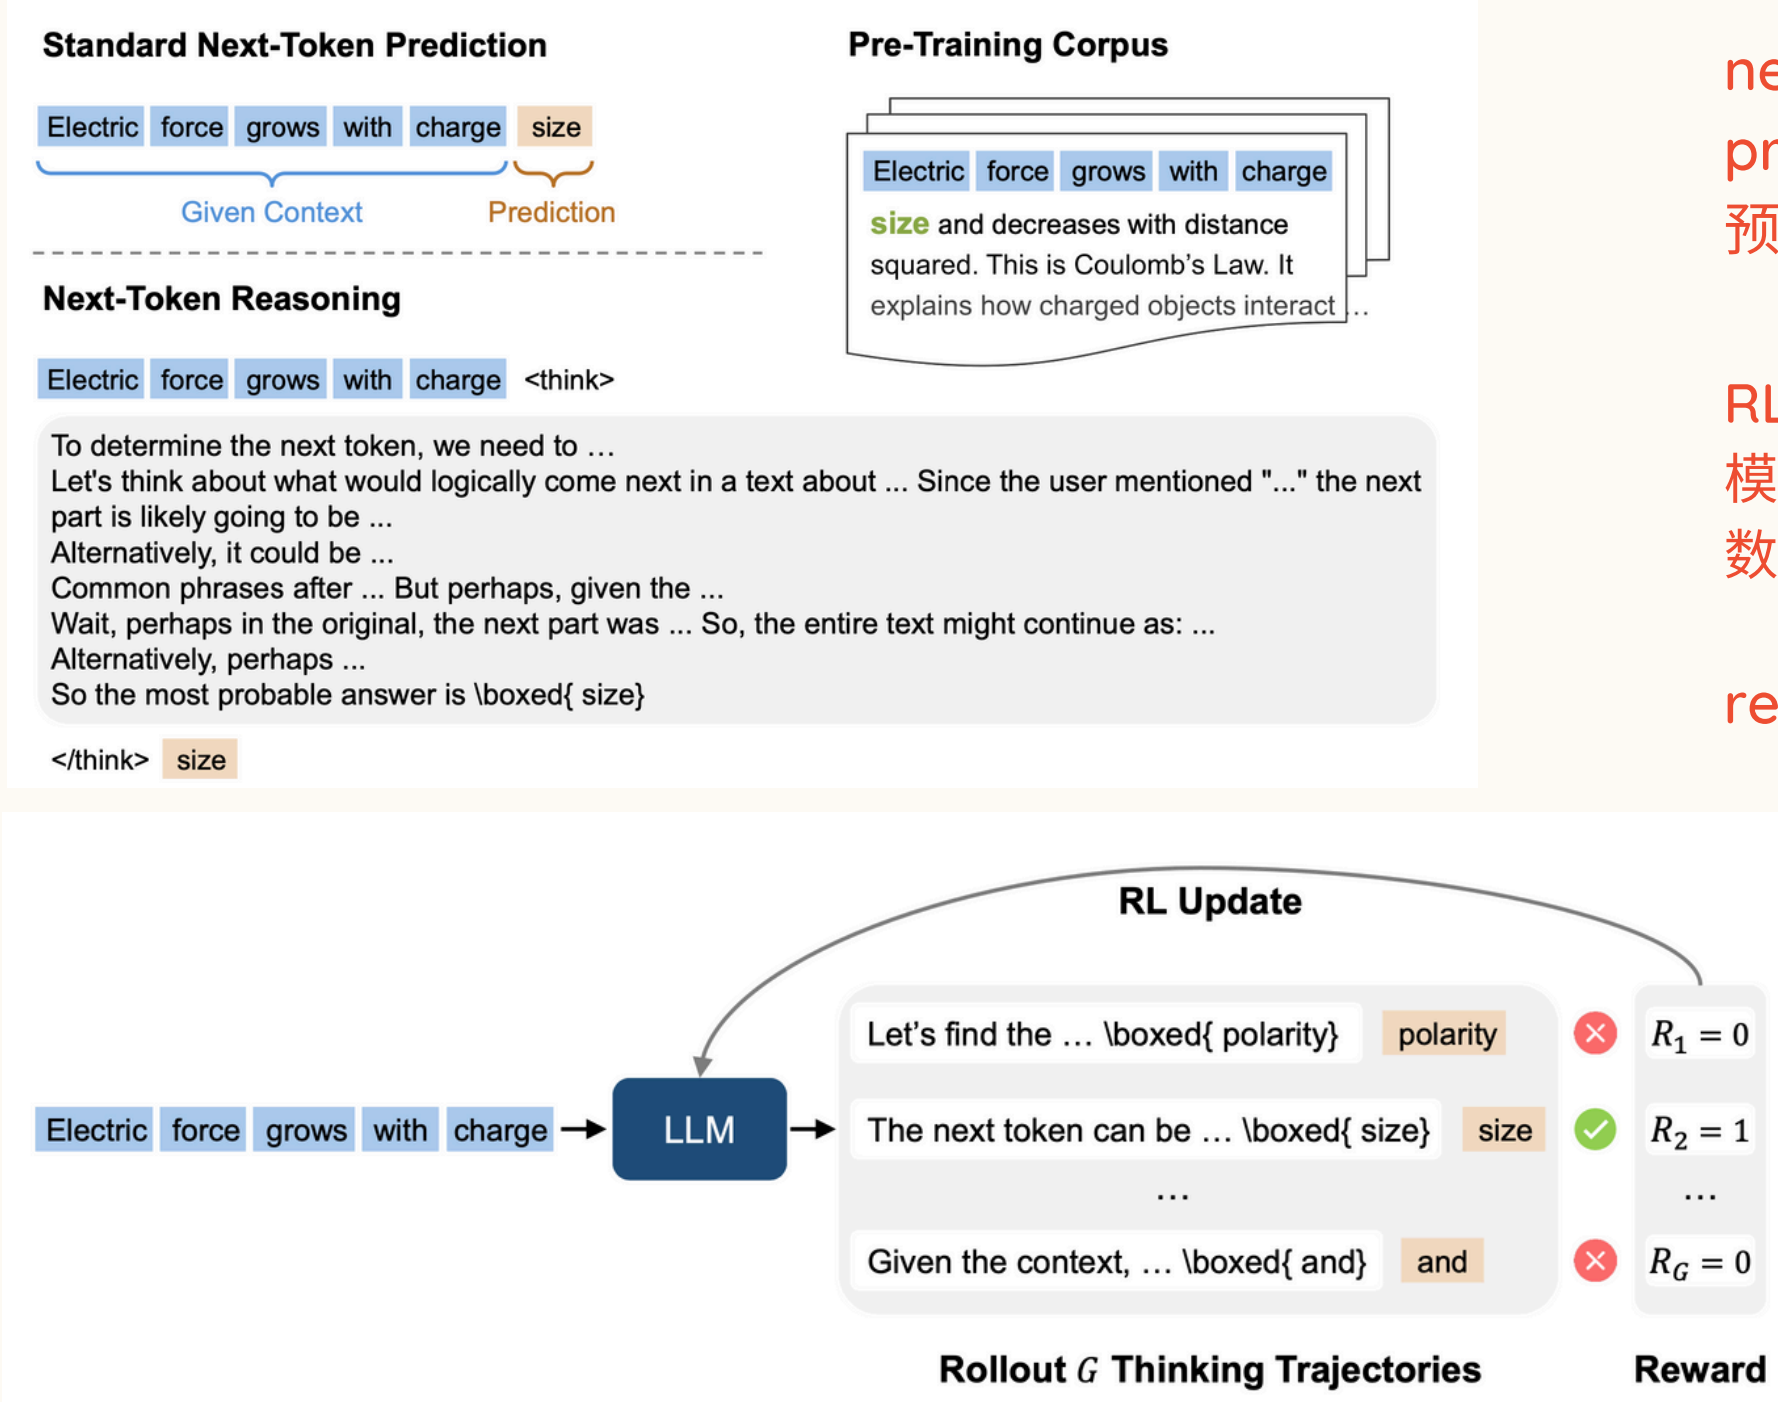 Standard Next-Token Prediction
Electric force grows with charge size
Given Context Prediction
Next-Token Reasoning
Electric force grows with charge <think>
To determine the next token, we need to …
Let's think about what would logically come next in a text about ... Since the user mentioned "..." the next
part is likely going to be ...
Alternatively, it could be ...
Common phrases after ... But perhaps, given the ...
Wait, perhaps in the original, the next part was ... So, the entire text might continue as: ...
Alternatively, perhaps ...
So the most probable answer is \boxed{ size}
</think> size
Pre-Training Corpus
Electric force grows with charge
size and decreases with distance
squared. This is Coulomb's Law. It
explains how charged objects interact …
RL Update
Electric force grows with charge
LLM
Let's find the … \boxed{ polarity} polarity R₁ = 0
The next token can be … \boxed{ size} size R₂ = 1
… …
Given the context, … \boxed{ and} and R_G = 0
Rollout G Thinking Trajectories Reward
ne
pr
预
RL
模
数
re